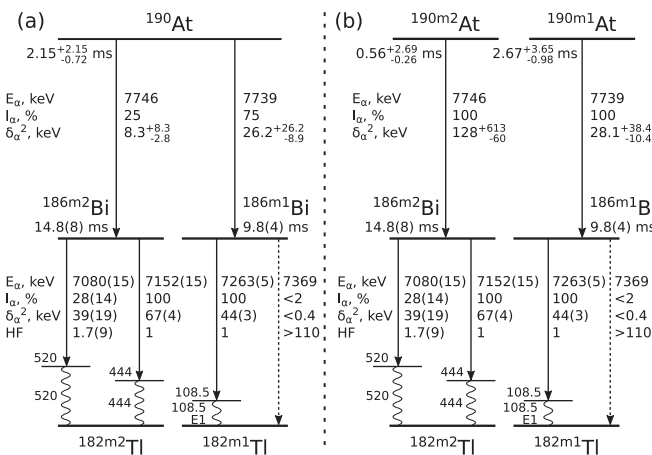 (a)
190At
2.15+2.15-0.72 ms
Eα, keV 7746 7739
Iα, % 25 75
δα2, keV 8.3+8.3-2.8 26.2+26.2-8.9
186m2Bi 186m1Bi
14.8(8) ms 9.8(4) ms
Eα, keV 7080(15) 7152(15) 7263(5) 7369
Iα, % 28(14) 100 100 <2
δα2, keV 39(19) 67(4) 44(3) <0.4
HF 1.7(9) 1 1 >110
520 444 108.5
520 444 108.5
E1
182m2Tl 182m1Tl
(b)
190m2At 190m1At
0.56+2.69-0.26 ms 2.67+3.65-0.98 ms
Eα, keV 7746 7739
Iα, % 100 100
δα2, keV 128+613-60 28.1+38.4-10.4
186m2Bi 186m1B
14.8(8) ms 9.8(4) ms
Eα, keV 7080(15) 7152(15) 7263(5) 7369
Iα, % 28(14) 100 100 <2
δα2, keV 39(19) 67(4) 44(3) <0.4
HF 1.7(9) 1 1 >110
520 444 108.5
520 444 108.5
E1
182m2Tl 182m1Tl